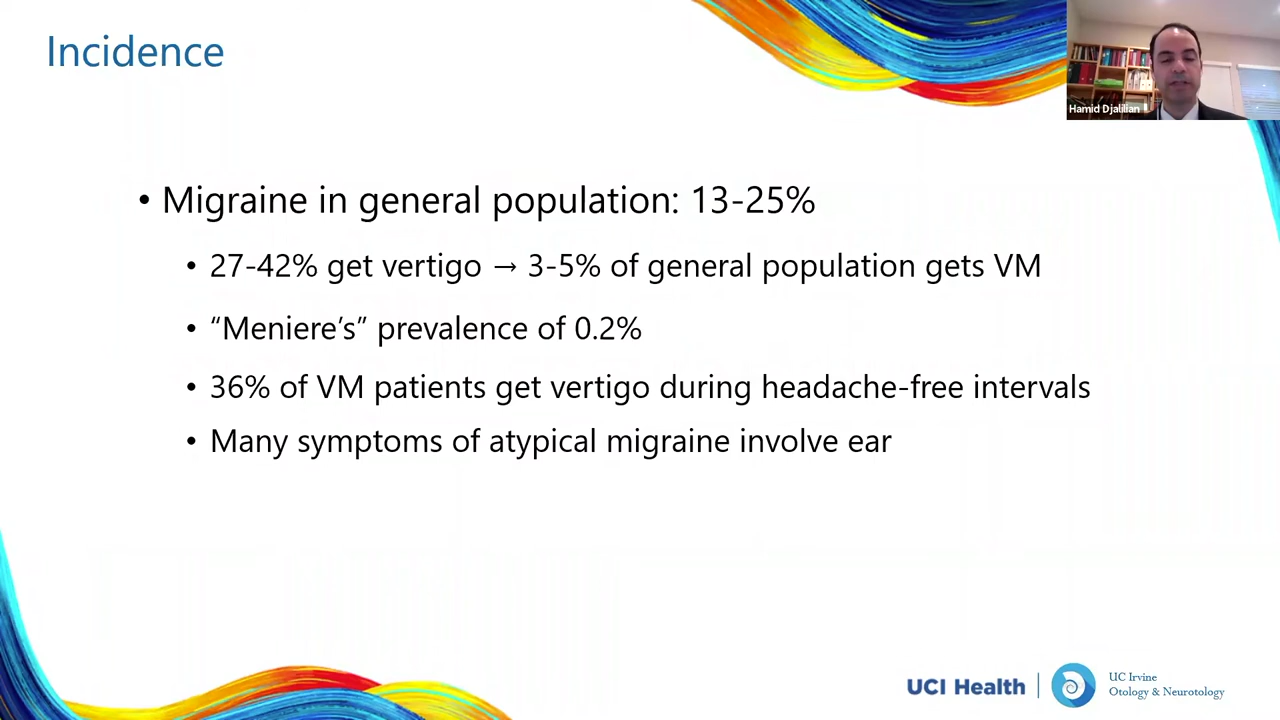 Incidence
Hamid Djalilian
• Migraine in general population: 13-25%
• 27-42% get vertigo → 3-5% of general population gets VM
• “Meniere’s” prevalence of 0.2%
• 36% of VM patients get vertigo during headache-free intervals
• Many symptoms of atypical migraine involve ear
UCI Health
UC Irvine
Otology & Neurotology